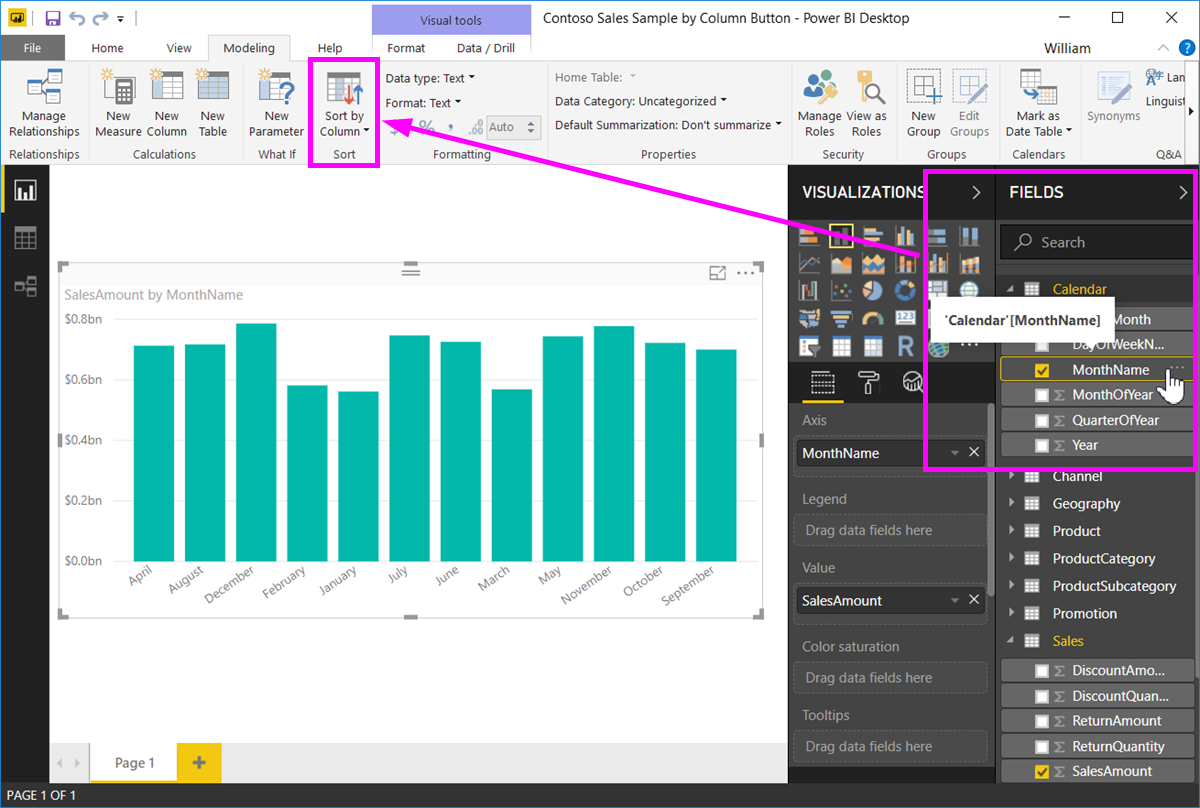 Visual tools
Contoso Sales Sample by Column Button - Power BI Desktop
File
Home
View
Modeling
Help
Format
Data / Drill
William
?
Manage
Relationships
Relationships
New
Measure
New
Column
New
Table
Calculations
New
Parameter
What If
Sort by
Column
Sort
Data type: Text
Format: Text
$
%
,
.00
Auto
Formatting
Home Table:
Data Category: Uncategorized
Default Summarization: Don't summarize
Properties
Manage
Roles
View as
Roles
Security
New
Group
Edit
Groups
Groups
Mark as
Date Table
Calendars
Synonyms
Lan
Linguist
Q&A
VISUALIZATIONS
FIELDS
Search
Calendar
'Calendar'[MonthName]
Month
DayOfWeekN...
MonthName
MonthOfYear
QuarterOfYear
Year
Channel
Geography
Product
ProductCategory
ProductSubcategory
Promotion
Sales
DiscountAmo...
DiscountQuan...
ReturnAmount
ReturnQuantity
SalesAmount
123
R
Axis
MonthName
Legend
Drag data fields here
Value
SalesAmount
Color saturation
Drag data fields here
Tooltips
Drag data fields here
SalesAmount by MonthName
$0.8bn
$0.6bn
$0.4bn
$0.2bn
$0.0bn
April
August
December
February
January
July
June
March
May
November
October
September
Page 1
PAGE 1 OF 1